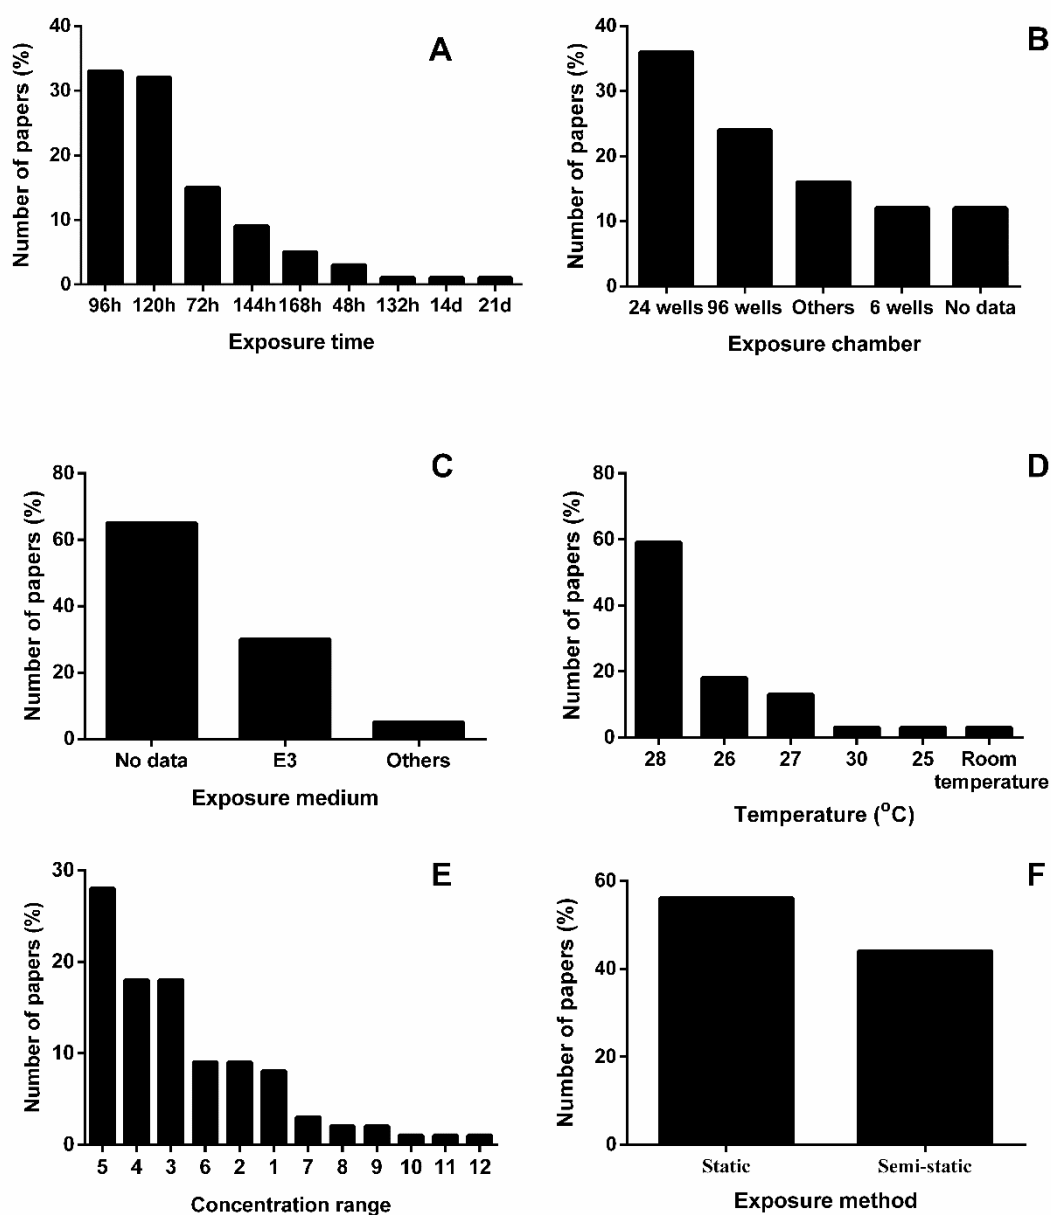 A
Number of papers (%)
40
30
20
10
0
96h 120h 72h 144h 168h 48h 132h 14d 21d
Exposure time
B
Number of papers (%)
40
30
20
10
0
24 wells 96 wells Others 6 wells No data
Exposure chamber
C
Number of papers (%)
80
60
40
20
0
No data E3 Others
Exposure medium
D
Number of papers (%)
80
60
40
20
0
28 26 27 30 25 Room
temperature
Temperature (°C)
E
Number of papers (%)
30
20
10
0
5 4 3 6 2 1 7 8 9 10 11 12
Concentration range
F
Number of papers (%)
60
40
20
0
Static Semi-static
Exposure method